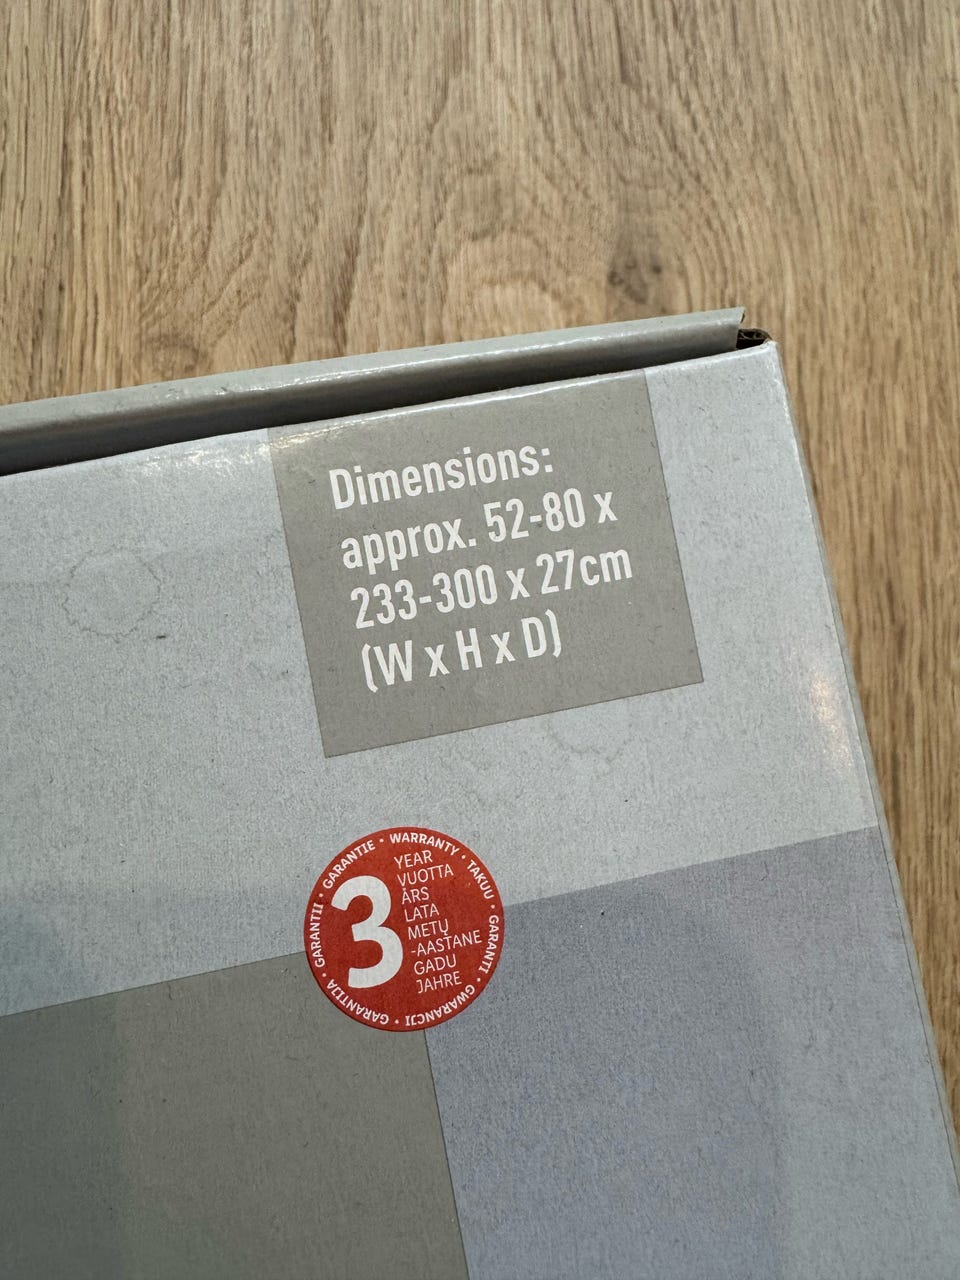 Dimensions:
approx. 52-80 x
233-300 x 27cm
(W x H x D)
GARANTIE • WARRANTY • TAKUU • GARANTI • GWARANCJI • GARANTIJA • GARANTII •
3
YEAR
VUOTTA
ÅRS
LATA
METŲ
-AASTANE
GADU
JAHRE